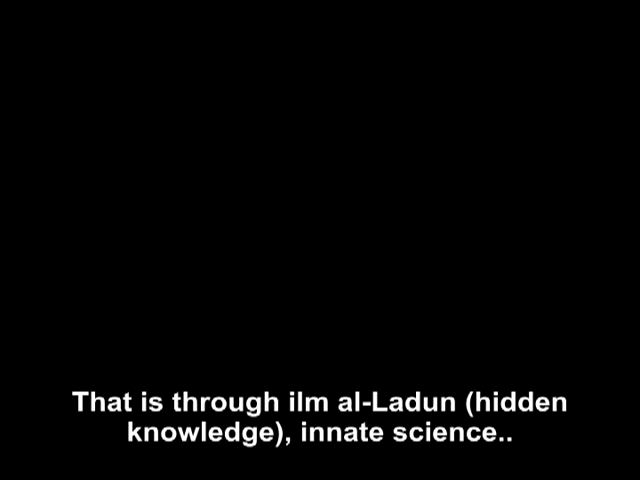 That is through ilm al-Ladun (hidden
knowledge), innate science..